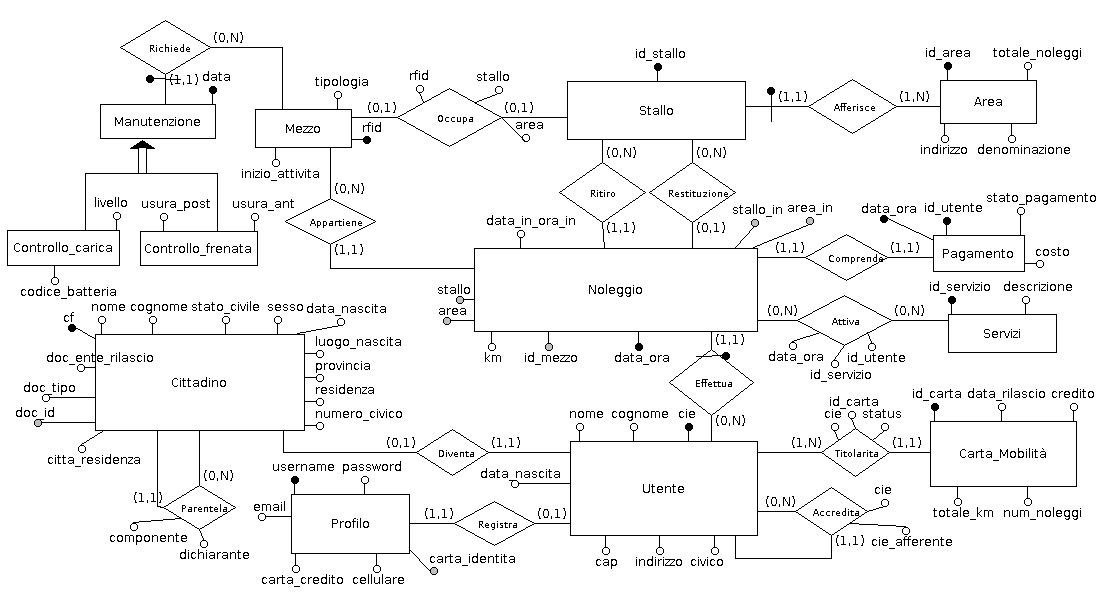 (0,N)
Richiede
(1,1) data
Manutenzione
tipologia
Mezzo
rfid
inizio_attivita
(0,1)
rfid
stallo
Occupa
(0,1)
area
id_stallo
Stallo
(1,1)
Afferisce
(1,N)
id_area
totale_noleggi
Area
indirizzo
denominazione
livello
Controllo_carica
codice_batteria
usura_post
usura_ant
Controllo_frenata
(0,N)
Appartiene
(1,1)
(0,N)
Ritiro
(1,1)
(0,N)
Restituzione
(0,1)
data_in_ora_in
stallo_in
area_in
Noleggio
stallo
area
km
id_mezzo
data_ora
(1,1)
Comprende
(1,1)
data_ora
id_utente
stato_pagamento
Pagamento
costo
(0,N)
Attiva
(0,N)
data_ora
id_servizio
id_utente
id_servizio
descrizione
Servizi
nome
cognome
stato_civile
sesso
data_nascita
cf
doc_ente_rilascio
doc_tipo
doc_id
Cittadino
luogo_nascita
provincia
residenza
numero_civico
citta_residenza
(1,1)
(0,N)
Parentela
componente
dichiarante
(0,1)
Diventa
(1,1)
(1,1)
Effettua
(0,N)
nome
cognome
cie
data_nascita
Utente
cap
indirizzo
civico
(1,N)
cie
id_carta
status
Titolarita
(1,1)
id_carta
data_rilascio
credito
Carta_Mobilità
totale_km
num_noleggi
(0,N)
Accredita
(1,1)
cie
cie_afferente
username
password
email
Profilo
carta_credito
cellulare
carta_identita
(1,1)
Registra
(0,1)